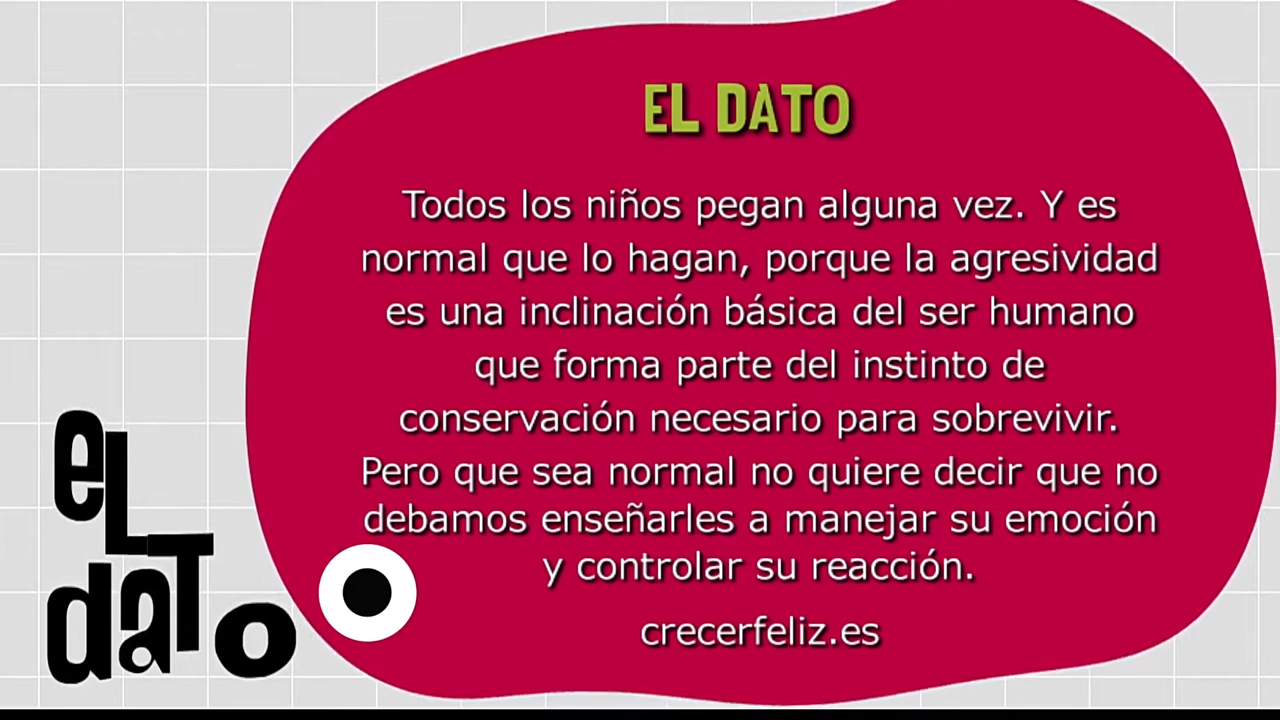 EL DATO
Todos los niños pegan alguna vez. Y es
normal que lo hagan, porque la agresividad
es una inclinación básica del ser humano
que forma parte del instinto de
conservación necesario para sobrevivir.
Pero que sea normal no quiere decir que no
debamos enseñarles a manejar su emoción
y controlar su reacción.
crecerfeliz.es
eL
daTo